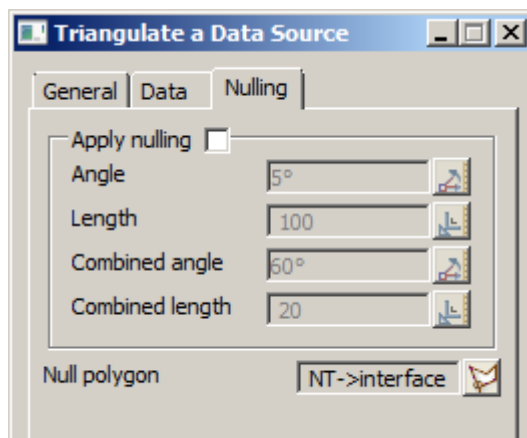 Triangulate a Data Source
General Data Nulling
Apply nulling
Angle 5°
Length 100
Combined angle 60°
Combined length 20
Null polygon NT->interface